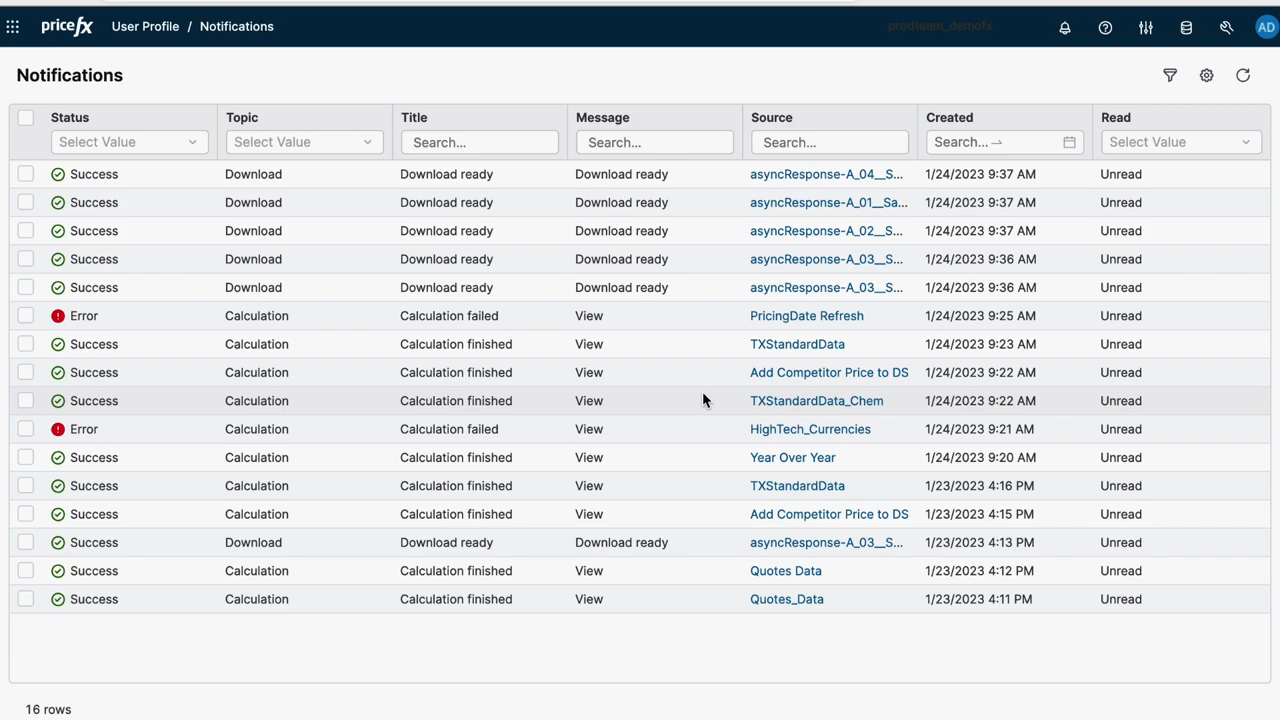 pricefx User Profile / Notifications prodteam_demofx AD
Notifications
Status Topic Title Message Source Created Read
Select Value Select Value Search... Search... Search... Search... Select Value
Success Download Download ready Download ready asyncResponse-A_04__S... 1/24/2023 9:37 AM Unread
Success Download Download ready Download ready asyncResponse-A_01__Sa... 1/24/2023 9:37 AM Unread
Success Download Download ready Download ready asyncResponse-A_02__S... 1/24/2023 9:37 AM Unread
Success Download Download ready Download ready asyncResponse-A_03__S... 1/24/2023 9:36 AM Unread
Success Download Download ready Download ready asyncResponse-A_03__S... 1/24/2023 9:36 AM Unread
Error Calculation Calculation failed View PricingDate Refresh 1/24/2023 9:25 AM Unread
Success Calculation Calculation finished View TXStandardData 1/24/2023 9:23 AM Unread
Success Calculation Calculation finished View Add Competitor Price to DS 1/24/2023 9:22 AM Unread
Success Calculation Calculation finished View TXStandardData_Chem 1/24/2023 9:22 AM Unread
Error Calculation Calculation failed View HighTech_Currencies 1/24/2023 9:21 AM Unread
Success Calculation Calculation finished View Year Over Year 1/24/2023 9:20 AM Unread
Success Calculation Calculation finished View TXStandardData 1/23/2023 4:16 PM Unread
Success Calculation Calculation finished View Add Competitor Price to DS 1/23/2023 4:15 PM Unread
Success Download Download ready Download ready asyncResponse-A_03__S... 1/23/2023 4:13 PM Unread
Success Calculation Calculation finished View Quotes Data 1/23/2023 4:12 PM Unread
Success Calculation Calculation finished View Quotes_Data 1/23/2023 4:11 PM Unread
16 rows